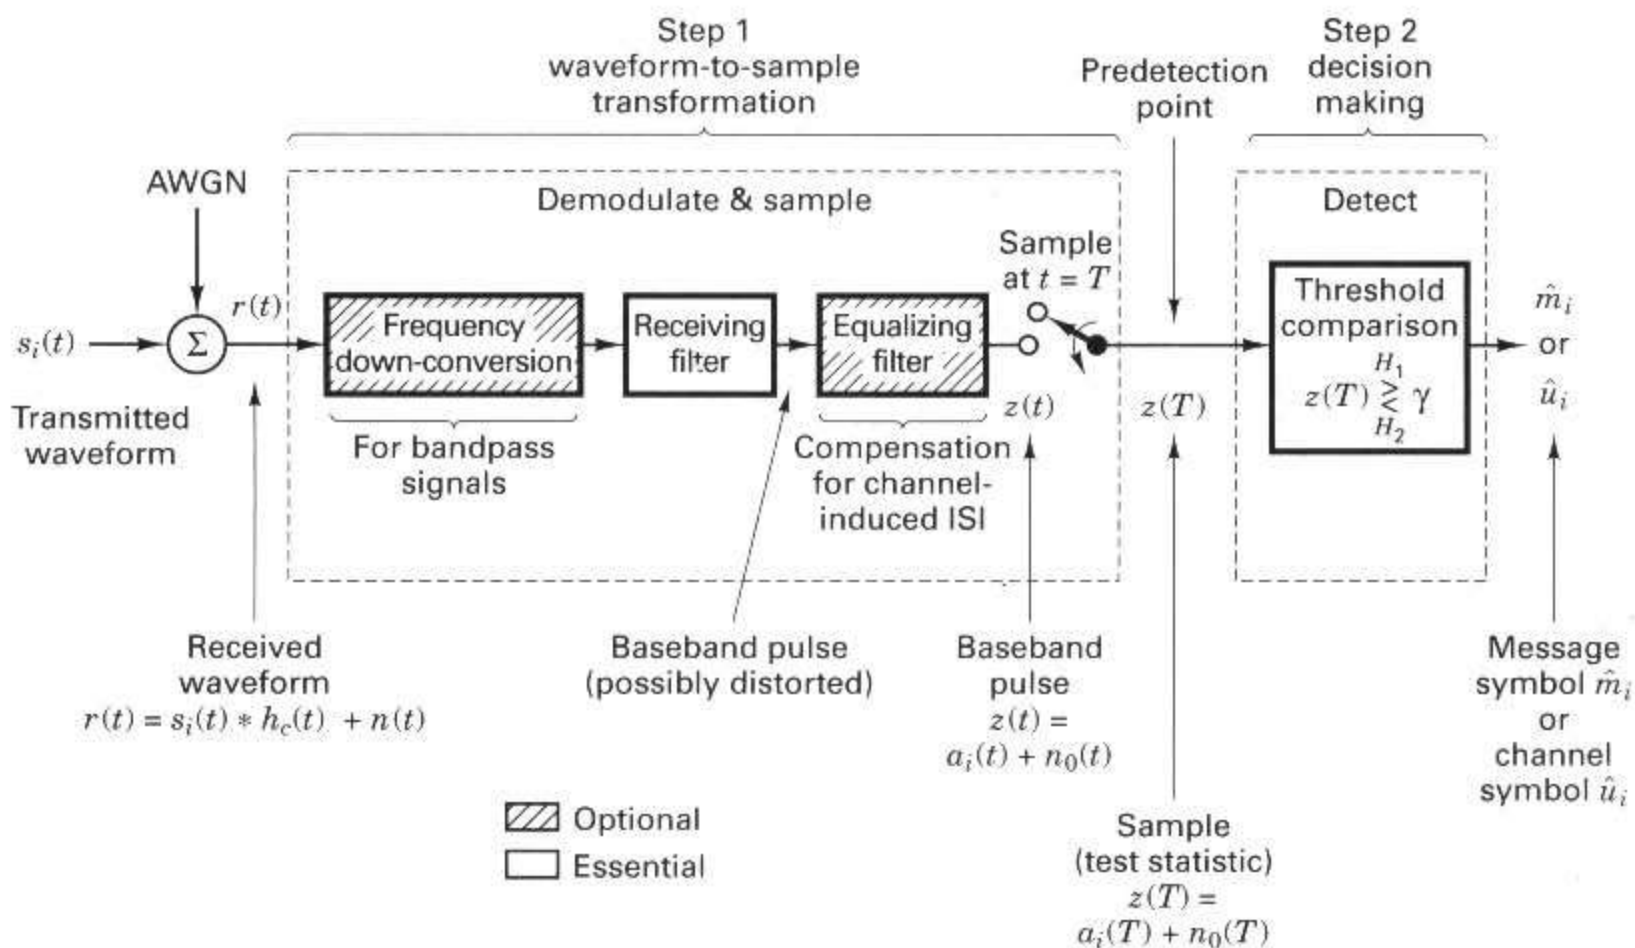 Step 1
waveform-to-sample
transformation
Predetection
point
Step 2
decision
making
AWGN
Demodulate & sample
Detect
Sample
at t = T
r(t)
s_i(t)
Σ
Frequency
down-conversion
Receiving
filter
Equalizing
filter
z(t)
z(T)
Threshold
comparison
H_1
z(T) ≷ γ
H_2
m̂_i
or
û_i
Transmitted
waveform
For bandpass
signals
Compensation
for channel-
induced ISI
Received
waveform
r(t) = s_i(t) * h_c(t) + n(t)
Baseband pulse
(possibly distorted)
Baseband
pulse
z(t) =
a_i(t) + n_0(t)
Message
symbol m̂_i
or
channel
symbol û_i
Optional
Essential
Sample
(test statistic)
z(T) =
a_i(T) + n_0(T)